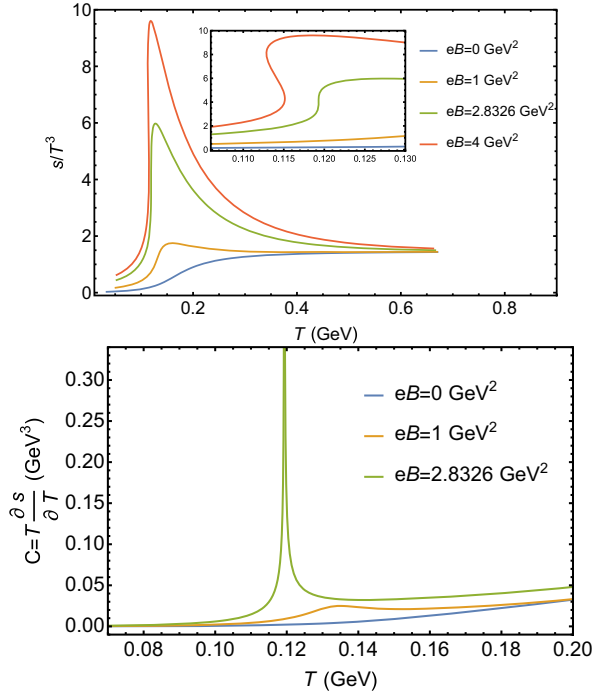 10
8
6
4
2
0
s/T³
0.2 0.4 0.6 0.8
T (GeV)
10
8
6
4
2
0
0.110 0.115 0.120 0.125 0.130
eB=0 GeV²
eB=1 GeV²
eB=2.8326 GeV²
eB=4 GeV²
0.30
0.25
0.20
0.15
0.10
0.05
0.00
C=T ∂s/∂T (GeV³)
0.08 0.10 0.12 0.14 0.16 0.18 0.20
T (GeV)
eB=0 GeV²
eB=1 GeV²
eB=2.8326 GeV²